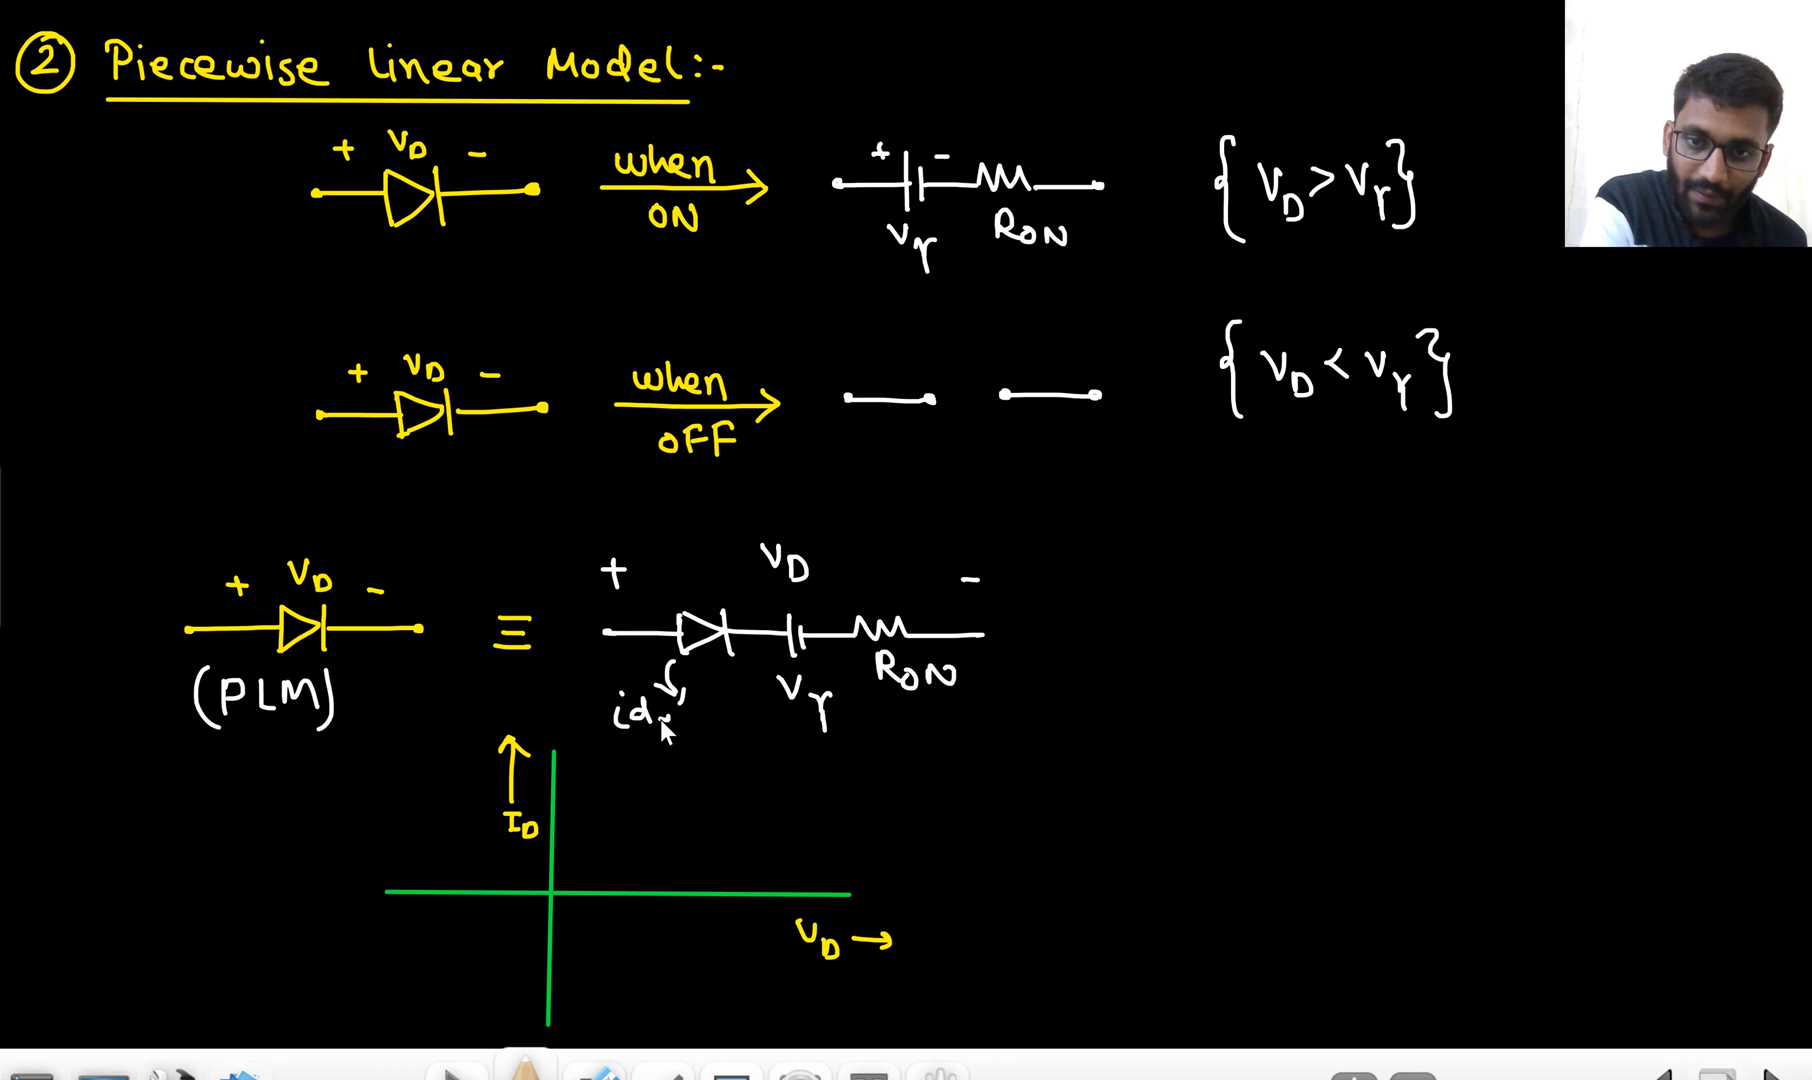 ② Piecewise Linear Model:-
+ VD - when ON + - Vγ RON {VD > Vγ}
+ VD - when OFF {VD < Vγ}
+ VD - ≡ + VD -
(PLM) Vγ RON
ID
VD →